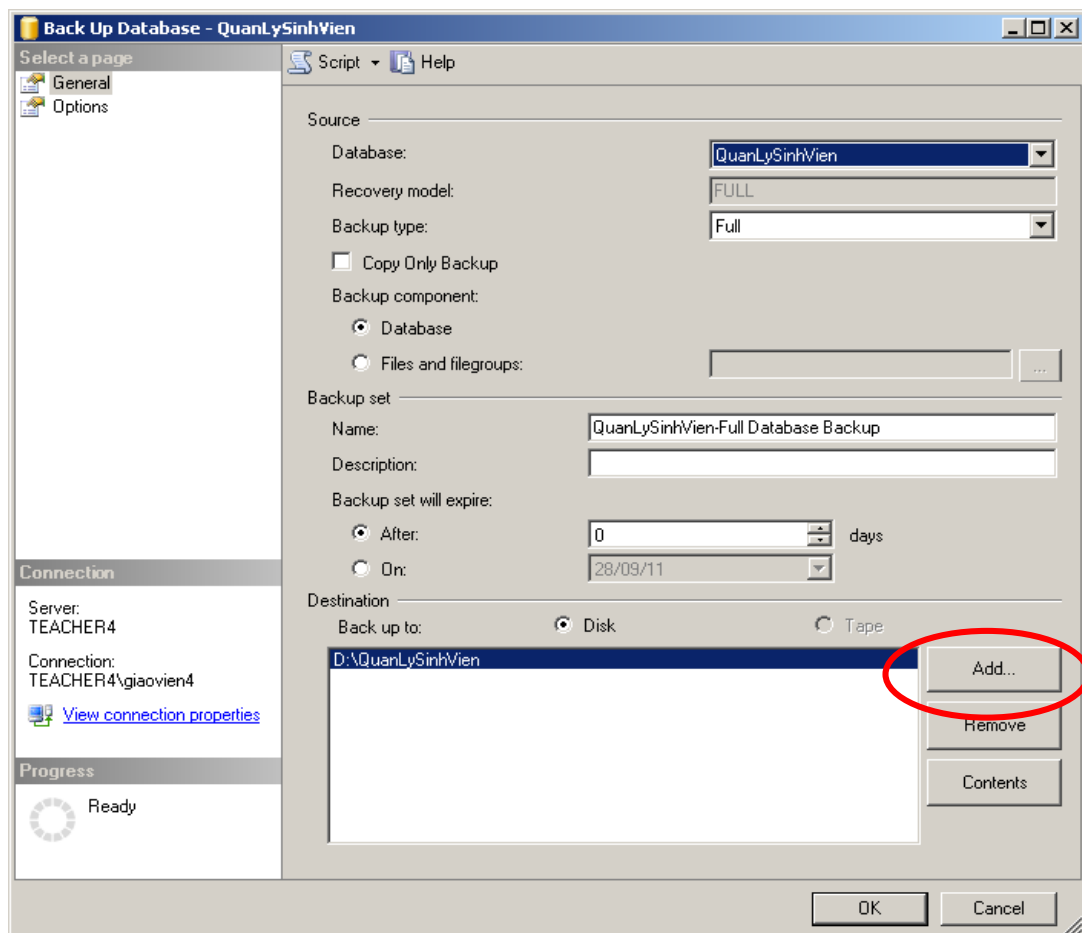 Back Up Database - QuanLySinhVien
Select a page
General
Options
Script Help
Source
Database: QuanLySinhVien
Recovery model: FULL
Backup type: Full
Copy Only Backup
Backup component:
Database
Files and filegroups: ...
Backup set
Name: QuanLySinhVien-Full Database Backup
Description:
Backup set will expire:
After: 0 days
On: 28/09/11
Destination
Back up to: Disk Tape
D:\QuanLySinhVien
Add...
Remove
Contents
Connection
Server:
TEACHER4
Connection:
TEACHER4\giaovien4
View connection properties
Progress
Ready
OK Cancel